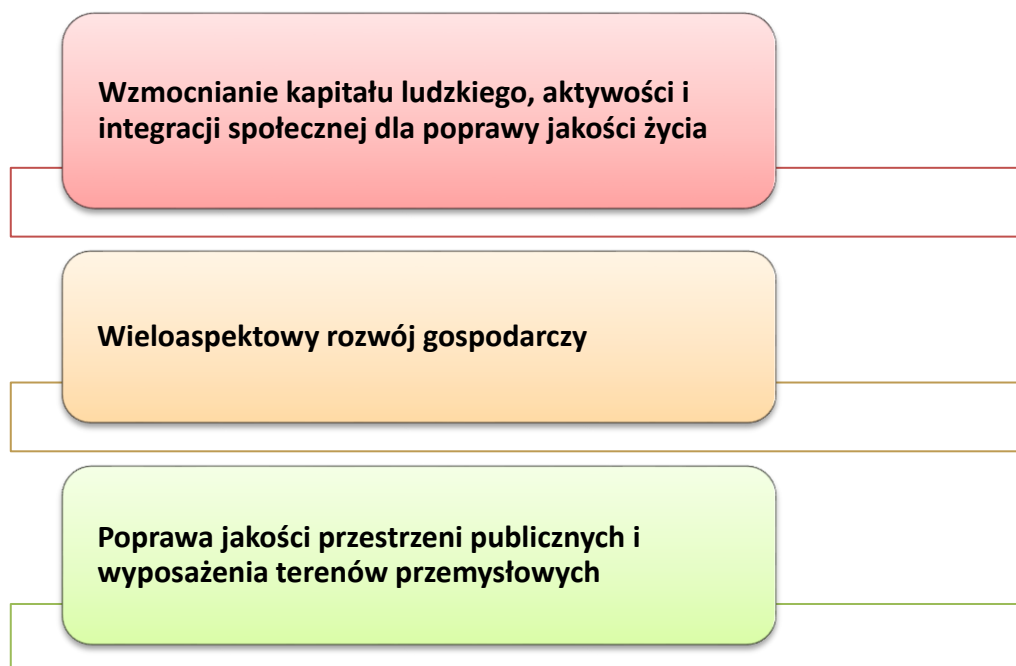 Wzmocnianie kapitału ludzkiego, aktywości i
integracji społecznej dla poprawy jakości życia
Wieloaspektowy rozwój gospodarczy
Poprawa jakości przestrzeni publicznych i
wyposażenia terenów przemysłowych